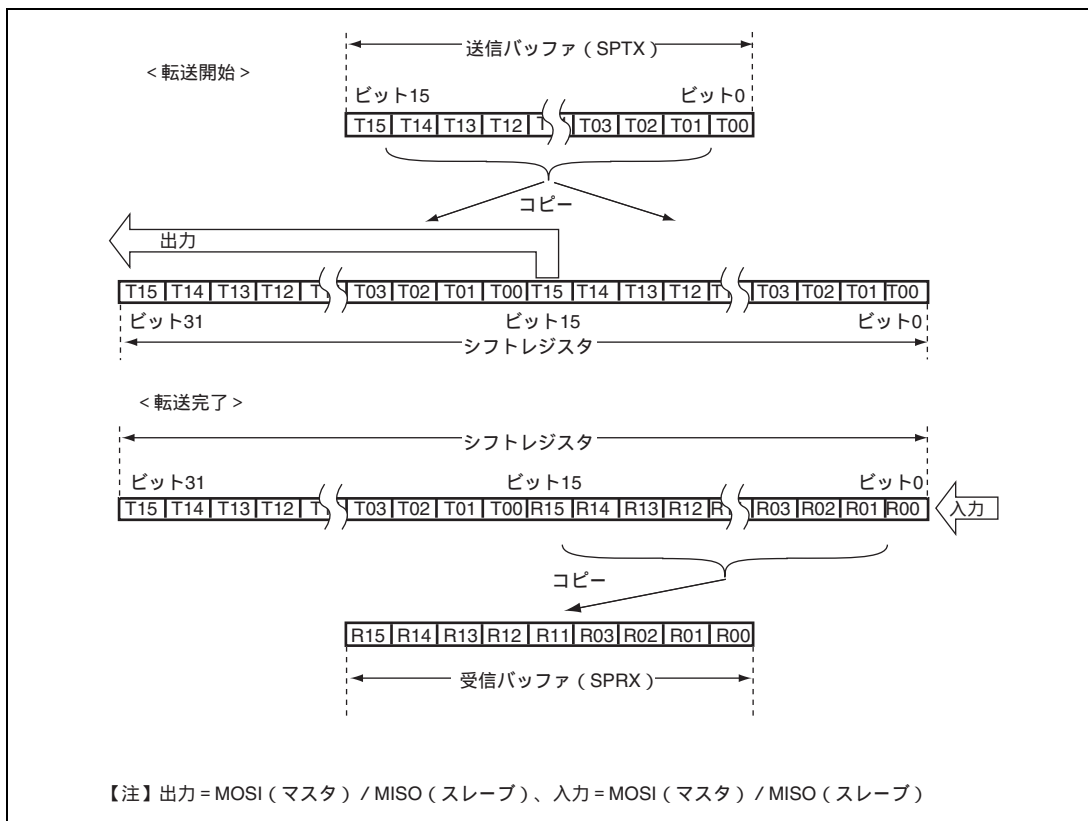 送信バッファ(SPTX)
<転送開始>
ビット15 ビット0
T15 T14 T13 T12 T03 T02 T01 T00
コピー
出力
T15 T14 T13 T12 T03 T02 T01 T00 T15 T14 T13 T12 T03 T02 T01 T00
ビット31 ビット15 ビット0
シフトレジスタ
<転送完了>
シフトレジスタ
ビット31 ビット15 ビット0
T15 T14 T13 T12 T03 T02 T01 T00 R15 R14 R13 R12 R03 R02 R01 R00 入力
コピー
R15 R14 R13 R12 R11 R03 R02 R01 R00
受信バッファ(SPRX)
【注】出力=MOSI(マスタ)/MISO(スレーブ)、入力=MOSI(マスタ)/MISO(スレーブ)